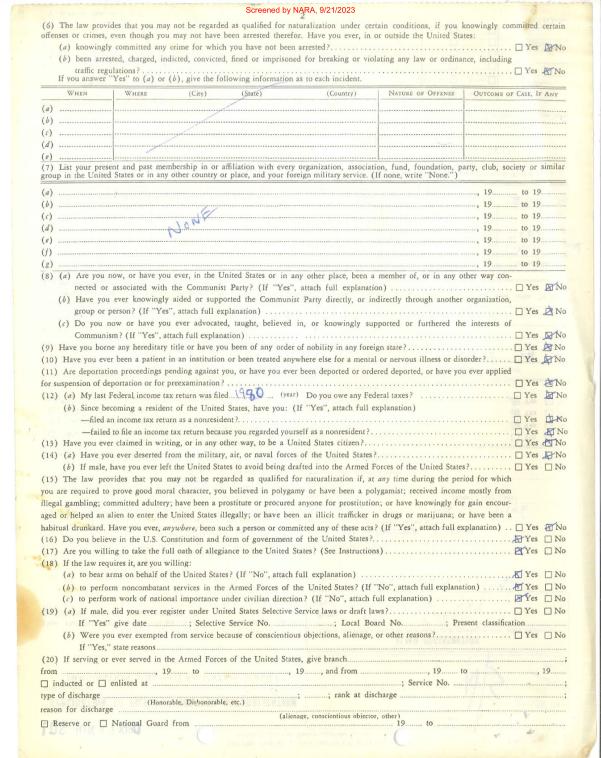 Screened by NARA, 9/21/2023
2
(6) The law provides that you may not be regarded as qualified for naturalization under certain conditions, if you knowingly committed certain
offenses or crimes, even though you may not have been arrested therefor. Have you ever, in or outside the United States:
(a) knowingly committed any crime for which you have not been arrested? ☐ Yes ☒ No
(b) been arrested, charged, indicted, convicted, fined or imprisoned for breaking or violating any law or ordinance, including
traffic regulations? ☐ Yes ☒ No
If you answer "Yes" to (a) or (b), give the following information as to each incident.
WHEN WHERE (City) (State) (Country) NATURE OF OFFENSE OUTCOME OF CASE, IF ANY
(a)
(b)
(c)
(d)
(e)
(7) List your present and past membership in or affiliation with every organization, association, fund, foundation, party, club, society or similar
group in the United States or in any other country or place, and your foreign military service. (If none, write "None.")
(a) , 19 to 19
(b) , 19 to 19
(c) , 19 to 19
NONE
(d) , 19 to 19
(e) , 19 to 19
(f) , 19 to 19
(g) , 19 to 19
(8) (a) Are you now, or have you ever, in the United States or in any other place, been a member of, or in any other way con-
nected or associated with the Communist Party? (If "Yes", attach full explanation) ☐ Yes ☒ No
(b) Have you ever knowingly aided or supported the Communist Party directly, or indirectly through another organization,
group or person? (If "Yes", attach full explanation) ☐ Yes ☒ No
(c) Do you now or have you ever advocated, taught, believed in, or knowingly supported or furthered the interests of
Communism? (If "Yes", attach full explanation) ☐ Yes ☒ No
(9) Have you borne any hereditary title or have you been of any order of nobility in any foreign state? ☐ Yes ☒ No
(10) Have you ever been a patient in an institution or been treated anywhere else for a mental or nervous illness or disorder? ☐ Yes ☒ No
(11) Are deportation proceedings pending against you, or have you ever been deported or ordered deported, or have you ever applied
for suspension of deportation or for preexamination? ☐ Yes ☒ No
(12) (a) My last Federal income tax return was filed 1980 (year) Do you owe any Federal taxes? ☐ Yes ☒ No
(b) Since becoming a resident of the United States, have you: (If "Yes", attach full explanation)
—filed an income tax return as a nonresident? ☐ Yes ☒ No
—failed to file an income tax return because you regarded yourself as a nonresident? ☐ Yes ☒ No
(13) Have you ever claimed in writing, or in any other way, to be a United States citizen? ☐ Yes ☒ No
(14) (a) Have you ever deserted from the military, air, or naval forces of the United States? ☐ Yes ☒ No
(b) If male, have you ever left the United States to avoid being drafted into the Armed Forces of the United States? ☐ Yes ☐ No
(15) The law provides that you may not be regarded as qualified for naturalization if, at any time during the period for which
you are required to prove good moral character, you believed in polygamy or have been a polygamist; received income mostly from
illegal gambling; committed adultery; have been a prostitute or procured anyone for prostitution; or have knowingly for gain encour-
aged or helped an alien to enter the United States illegally; or have been an illicit trafficker in drugs or marijuana; or have been a
habitual drunkard. Have you ever, anywhere, been such a person or committed any of these acts? (If "Yes", attach full explanation) ☐ Yes ☒ No
(16) Do you believe in the U.S. Constitution and form of government of the United States? ☒ Yes ☐ No
(17) Are you willing to take the full oath of allegiance to the United States? (See Instructions) ☒ Yes ☐ No
(18) If the law requires it, are you willing:
(a) to bear arms on behalf of the United States? (If "No", attach full explanation) ☒ Yes ☐ No
(b) to perform noncombatant services in the Armed Forces of the United States? (If "No", attach full explanation) ☒ Yes ☐ No
(c) to perform work of national importance under civilian direction? (If "No", attach full explanation) ☒ Yes ☐ No
(19) (a) If male, did you ever register under United States Selective Service laws or draft laws? ☐ Yes ☐ No
If "Yes" give date ; Selective Service No. ; Local Board No. ; Present classification
(b) Were you ever exempted from service because of conscientious objections, alienage, or other reasons? ☐ Yes ☐ No
If "Yes," state reasons
(20) If serving or ever served in the Armed Forces of the United States, give branch ;
from , 19 to , 19 , and from , 19 to , 19 ;
☐ inducted or ☐ enlisted at ; Service No. ;
type of discharge ; rank at discharge ;
(Honorable, Dishonorable, etc.)
reason for discharge
(alienage, conscientious objector, other)
☐ Reserve or ☐ National Guard from 19 to